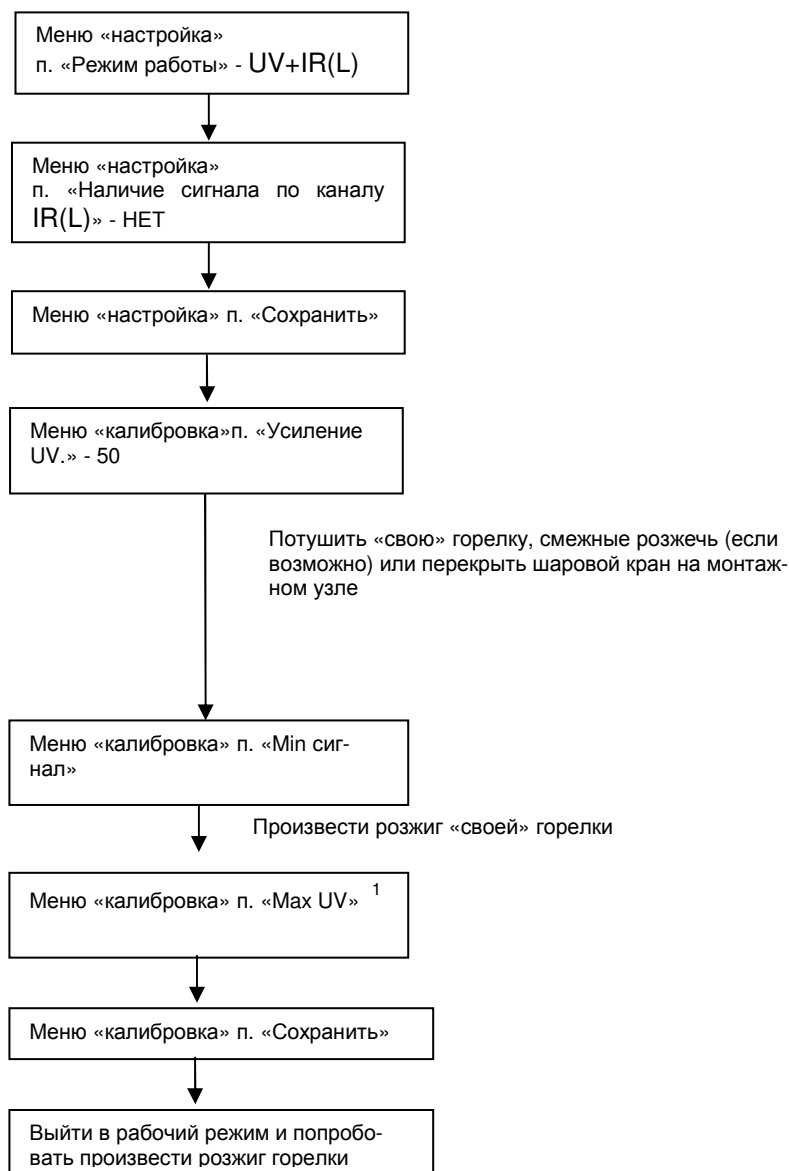 Меню «настройка»
п. «Режим работы» - UV+IR(L)
Меню «настройка»
п. «Наличие сигнала по каналу
IR(L)» - НЕТ
Меню «настройка» п. «Сохранить»
Меню «калибровка»п. «Усиление
UV.» - 50
Потушить «свою» горелку, смежные розжечь (если
возможно) или перекрыть шаровой кран на монтаж-
ном узле
Меню «калибровка» п. «Min сиг-
нал»
Произвести розжиг «своей» горелки
Меню «калибровка» п. «Max UV» 1
Меню «калибровка» п. «Сохранить»
Выйти в рабочий режим и попробо-
вать произвести розжиг горелки